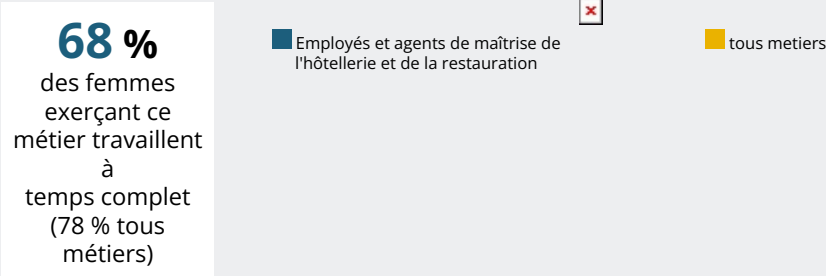 68 %
des femmes
exerçant ce
métier travaillent
à
temps complet
(78 % tous
métiers)
Employés et agents de maîtrise de
l'hôtellerie et de la restauration
tous metiers